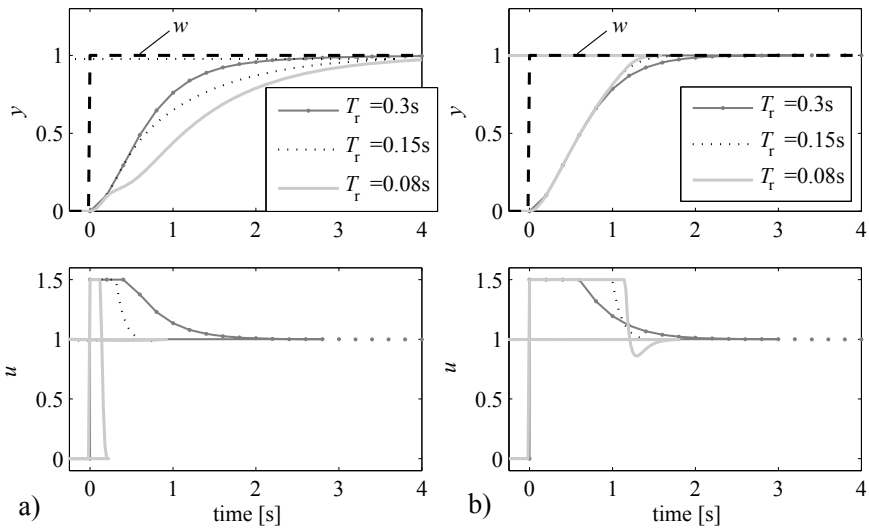 w
1
0.5
0
y
T_r =0.3s
T_r =0.15s
T_r =0.08s
0 1 2 3 4
1.5
1
0.5
0
u
0 1 2 3 4
time [s]
a)
w
1
0.5
0
y
T_r =0.3s
T_r =0.15s
T_r =0.08s
0 1 2 3 4
1.5
1
0.5
0
u
0 1 2 3 4
time [s]
b)